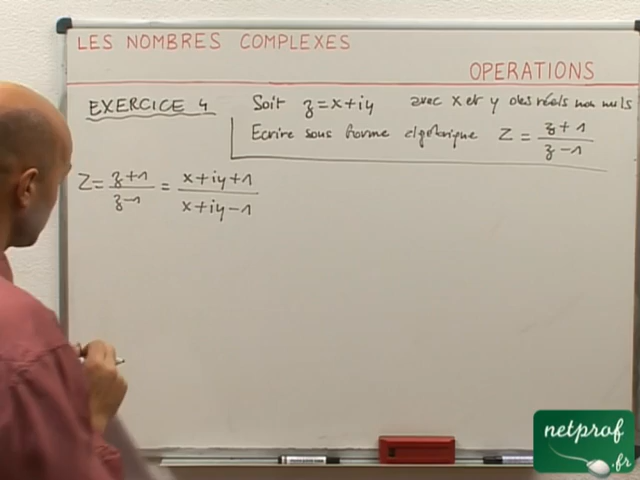 LES NOMBRES COMPLEXES
OPERATIONS
EXERCICE 4 Soit z = x + iy avec x et y des réels non nuls
Ecrire sous forme algébrique Z = (z + 1)/(z - 1)
Z = (z + 1)/(z - 1) = (x + iy + 1)/(x + iy - 1)
netprof
.fr